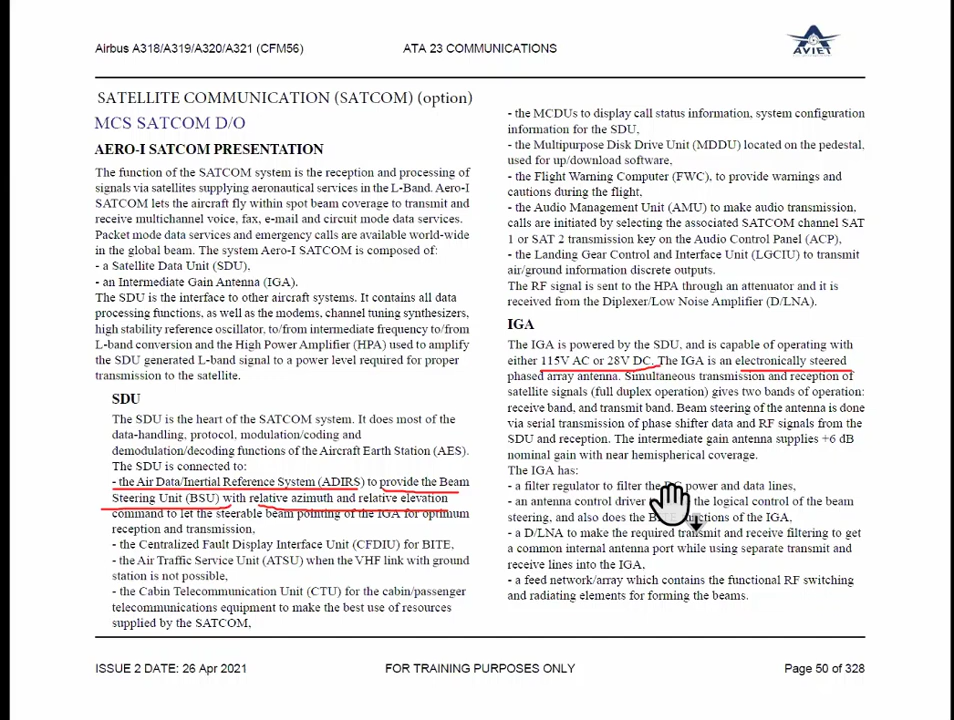 Airbus A318/A319/A320/A321 (CFM56)
ATA 23 COMMUNICATIONS
AVIET
SATELLITE COMMUNICATION (SATCOM) (option)
MCS SATCOM D/O
AERO-I SATCOM PRESENTATION
The function of the SATCOM system is the reception and processing of
signals via satellites supplying aeronautical services in the L-Band. Aero-I
SATCOM lets the aircraft fly within spot beam coverage to transmit and
receive multichannel voice, fax, e-mail and circuit mode data services.
Packet mode data services and emergency calls are available world-wide
in the global beam. The system Aero-I SATCOM is composed of:
- a Satellite Data Unit (SDU),
- an Intermediate Gain Antenna (IGA).
The SDU is the interface to other aircraft systems. It contains all data
processing functions, as well as the modems, channel tuning synthesizers,
high stability reference oscillator, to/from intermediate frequency to/from
L-band conversion and the High Power Amplifier (HPA) used to amplify
the SDU generated L-band signal to a power level required for proper
transmission to the satellite.
SDU
The SDU is the heart of the SATCOM system. It does most of the
data-handling, protocol, modulation/coding and
demodulation/decoding functions of the Aircraft Earth Station (AES).
The SDU is connected to:
- the Air Data/Inertial Reference System (ADIRS) to provide the Beam
Steering Unit (BSU) with relative azimuth and relative elevation
command to let the steerable beam pointing of the IGA for optimum
reception and transmission,
- the Centralized Fault Display Interface Unit (CFDIU) for BITE,
- the Air Traffic Service Unit (ATSU) when the VHF link with ground
station is not possible,
- the Cabin Telecommunication Unit (CTU) for the cabin/passenger
telecommunications equipment to make the best use of resources
supplied by the SATCOM,
- the MCDUs to display call status information, system configuration
information for the SDU,
- the Multipurpose Disk Drive Unit (MDDU) located on the pedestal,
used for up/download software,
- the Flight Warning Computer (FWC), to provide warnings and
cautions during the flight,
- the Audio Management Unit (AMU) to make audio transmission,
calls are initiated by selecting the associated SATCOM channel SAT
1 or SAT 2 transmission key on the Audio Control Panel (ACP),
- the Landing Gear Control and Interface Unit (LGCIU) to transmit
air/ground information discrete outputs.
The RF signal is sent to the HPA through an attenuator and it is
received from the Diplexer/Low Noise Amplifier (D/LNA).
IGA
The IGA is powered by the SDU, and is capable of operating with
either 115V AC or 28V DC. The IGA is an electronically steered
phased array antenna. Simultaneous transmission and reception of
satellite signals (full duplex operation) gives two bands of operation:
receive band, and transmit band. Beam steering of the antenna is done
via serial transmission of phase shifter data and RF signals from the
SDU and reception. The intermediate gain antenna supplies +6 dB
nominal gain with near hemispherical coverage.
The IGA has:
- a filter regulator to filter the power and data lines,
- an antenna control driver the logical control of the beam
steering, and also does the functions of the IGA,
- a D/LNA to make the required transmit and receive filtering to get
a common internal antenna port while using separate transmit and
receive lines into the IGA,
- a feed network/array which contains the functional RF switching
and radiating elements for forming the beams.
ISSUE 2 DATE: 26 Apr 2021
FOR TRAINING PURPOSES ONLY
Page 50 of 328